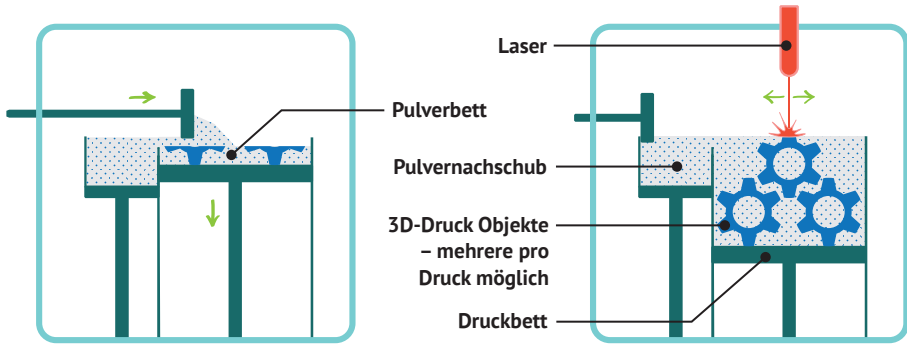 Laser
Pulverbett
Pulvernachschub
3D-Druck Objekte
– mehrere pro
Druck möglich
Druckbett